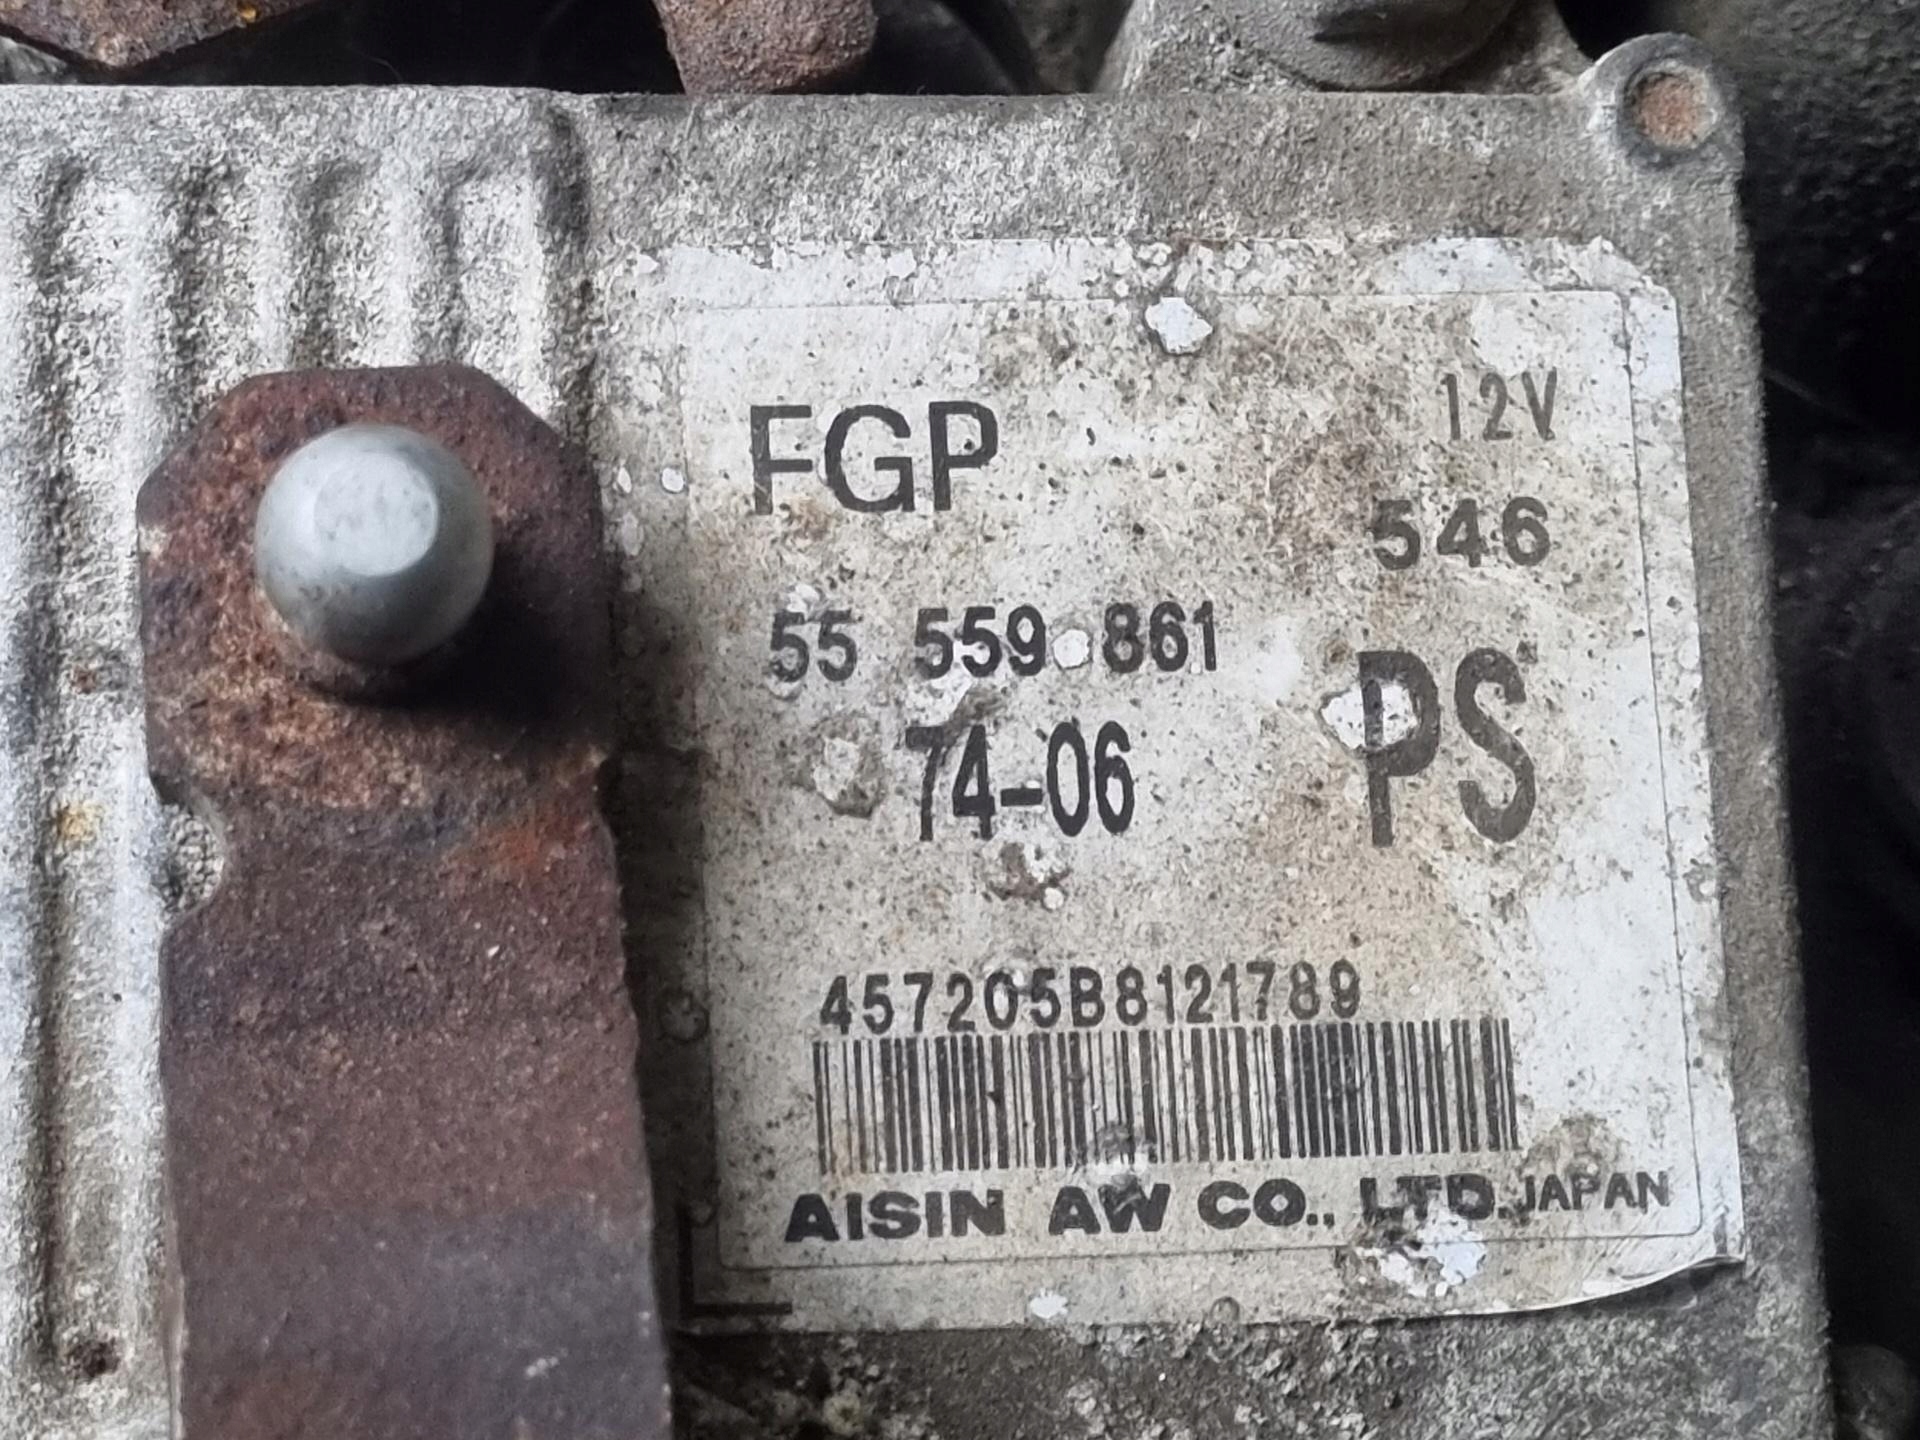 FGP
12V
546
55 559 861
74-06
PS
457205B8121789
AISIN AW CO., LTD. JAPAN